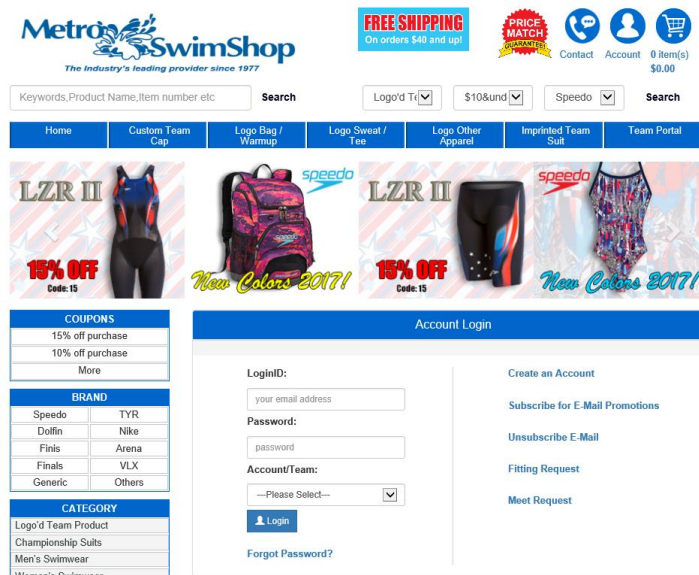 Metro SwimShop
The Industry's leading provider since 1977
FREE SHIPPING
On orders $40 and up!
PRICE
MATCH
GUARANTEE!
Contact
Account
0 item(s)
$0.00
Keywords,Product Name,Item number etc
Search
Logo'd Te
$10&und
Speedo
Search
Home
Custom Team
Cap
Logo Bag /
Warmup
Logo Sweat /
Tee
Logo Other
Apparel
Imprinted Team
Suit
Team Portal
LZR II
15% OFF
Code: 15
speedo
speedo
New Colors 2017!
LZR II
15% OFF
Code: 15
speedo
New Colors 2017!
COUPONS
15% off purchase
10% off purchase
More
BRAND
Speedo TYR
Dolfin Nike
Finis Arena
Finals VLX
Generic Others
CATEGORY
Logo'd Team Product
Championship Suits
Men's Swimwear
Women's Swimwear
Account Login
LoginID:
your email address
Password:
password
Account/Team:
---Please Select---
Login
Forgot Password?
Create an Account
Subscribe for E-Mail Promotions
Unsubscribe E-Mail
Fitting Request
Meet Request